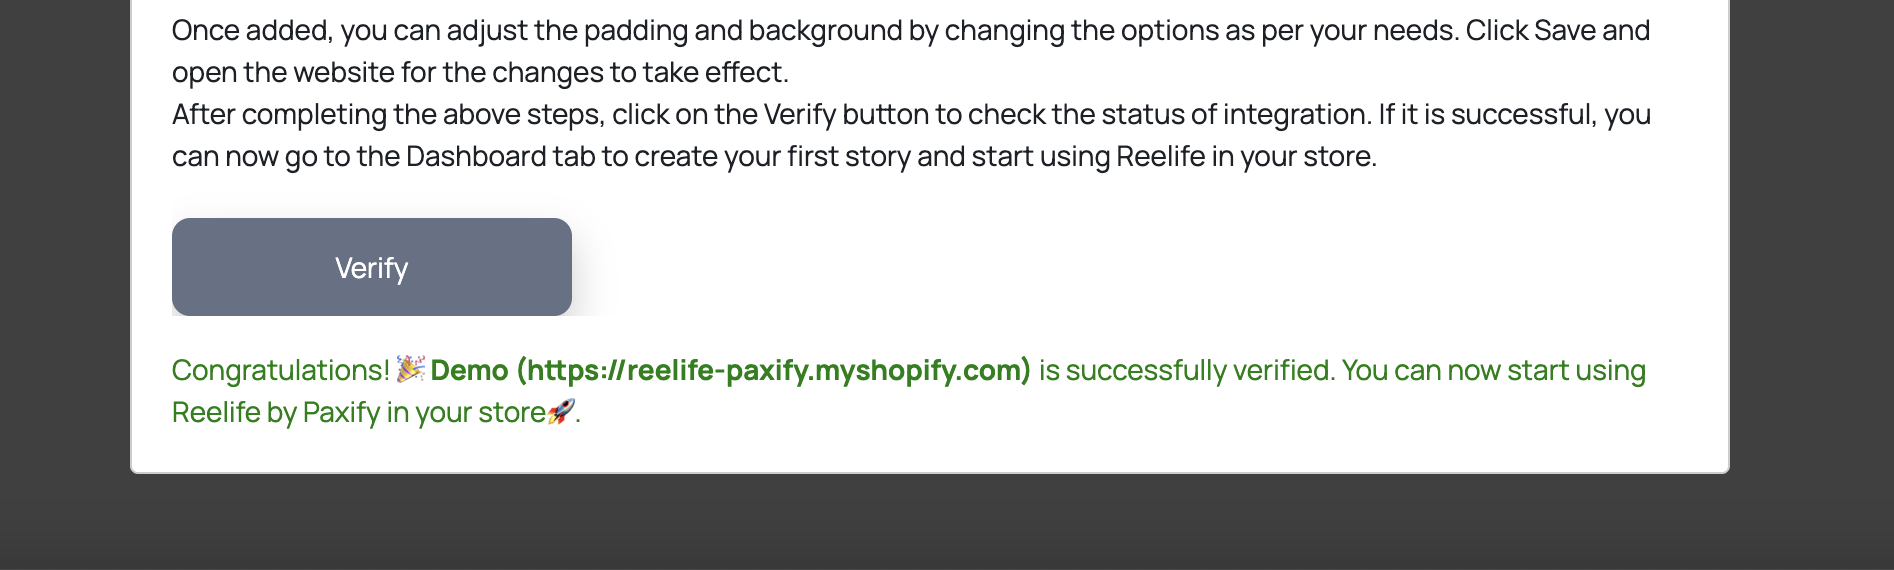 Once added, you can adjust the padding and background by changing the options as per your needs. Click Save and
open the website for the changes to take effect.
After completing the above steps, click on the Verify button to check the status of integration. If it is successful, you
can now go to the Dashboard tab to create your first story and start using Reelife in your store.
Verify
Congratulations! 🎉 Demo (https://reelife-paxify.myshopify.com) is successfully verified. You can now start using
Reelife by Paxify in your store🚀.